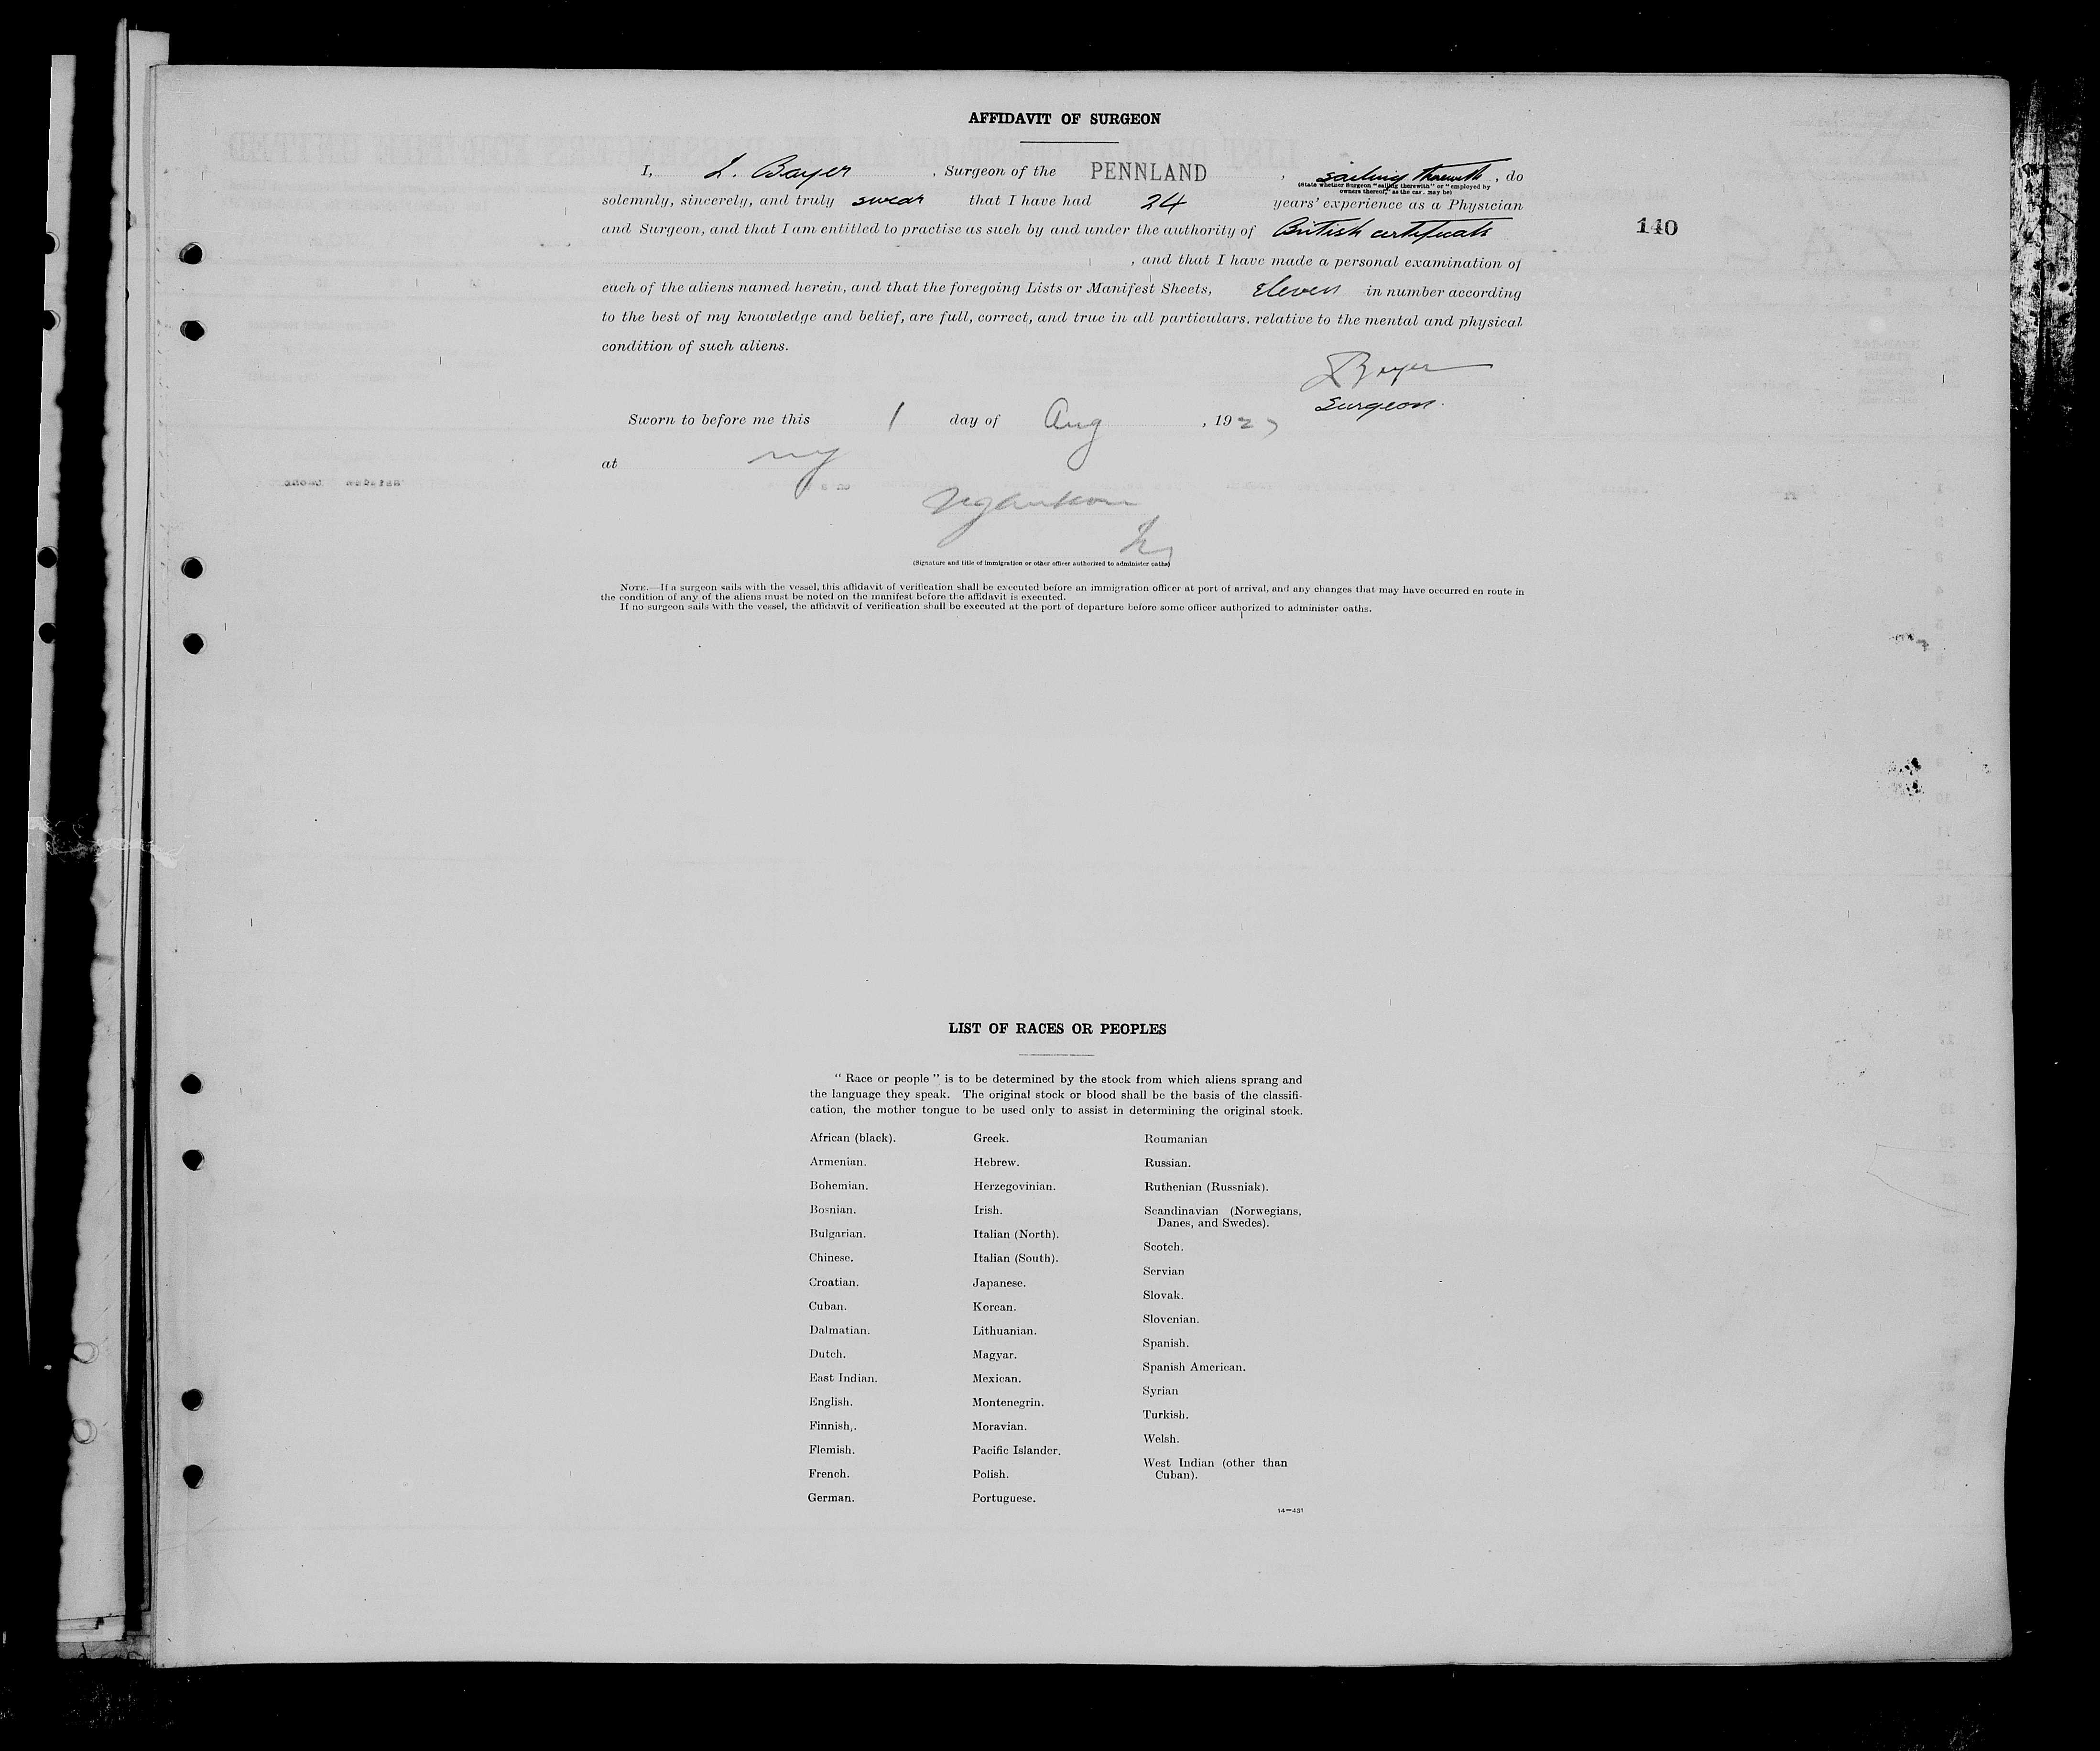 AFFIDAVIT OF SURGEON
I, L. Bayer, Surgeon of the PENNLAND, sailing therewith, do
(State whether Surgeon "sailing therewith" or "employed by
owners thereof," as the case may be)
solemnly, sincerely, and truly swear that I have had 24 years' experience as a Physician
and Surgeon, and that I am entitled to practise as such by and under the authority of British certificate
140
, and that I have made a personal examination of
each of the aliens named herein, and that the foregoing Lists or Manifest Sheets, eleven in number according
to the best of my knowledge and belief, are full, correct, and true in all particulars, relative to the mental and physical
condition of such aliens.
L Bayer
Surgeon.
Sworn to before me this 1 day of Aug, 1927
at ny
(Signature and title of immigration or other officer authorized to administer oaths)
NOTE.—If a surgeon sails with the vessel, this affidavit of verification shall be executed before an immigration officer at port of arrival, and any changes that may have occurred en route in
the condition of any of the aliens must be noted on the manifest before the affidavit is executed.
If no surgeon sails with the vessel, the affidavit of verification shall be executed at the port of departure before some officer authorized to administer oaths.
LIST OF RACES OR PEOPLES
" Race or people " is to be determined by the stock from which aliens sprang and
the language they speak. The original stock or blood shall be the basis of the classifi-
cation, the mother tongue to be used only to assist in determining the original stock.
African (black).
Armenian.
Bohemian.
Bosnian.
Bulgarian.
Chinese.
Croatian.
Cuban.
Dalmatian.
Dutch.
East Indian.
English.
Finnish,.
Flemish.
French.
German.
Greek.
Hebrew.
Herzegovinian.
Irish.
Italian (North).
Italian (South).
Japanese.
Korean.
Lithuanian.
Magyar.
Mexican.
Montenegrin.
Moravian.
Pacific Islander.
Polish.
Portuguese.
Roumanian
Russian.
Ruthenian (Russniak).
Scandinavian (Norwegians,
Danes, and Swedes).
Scotch.
Servian
Slovak.
Slovenian.
Spanish.
Spanish American.
Syrian
Turkish.
Welsh.
West Indian (other than
Cuban).
14—431